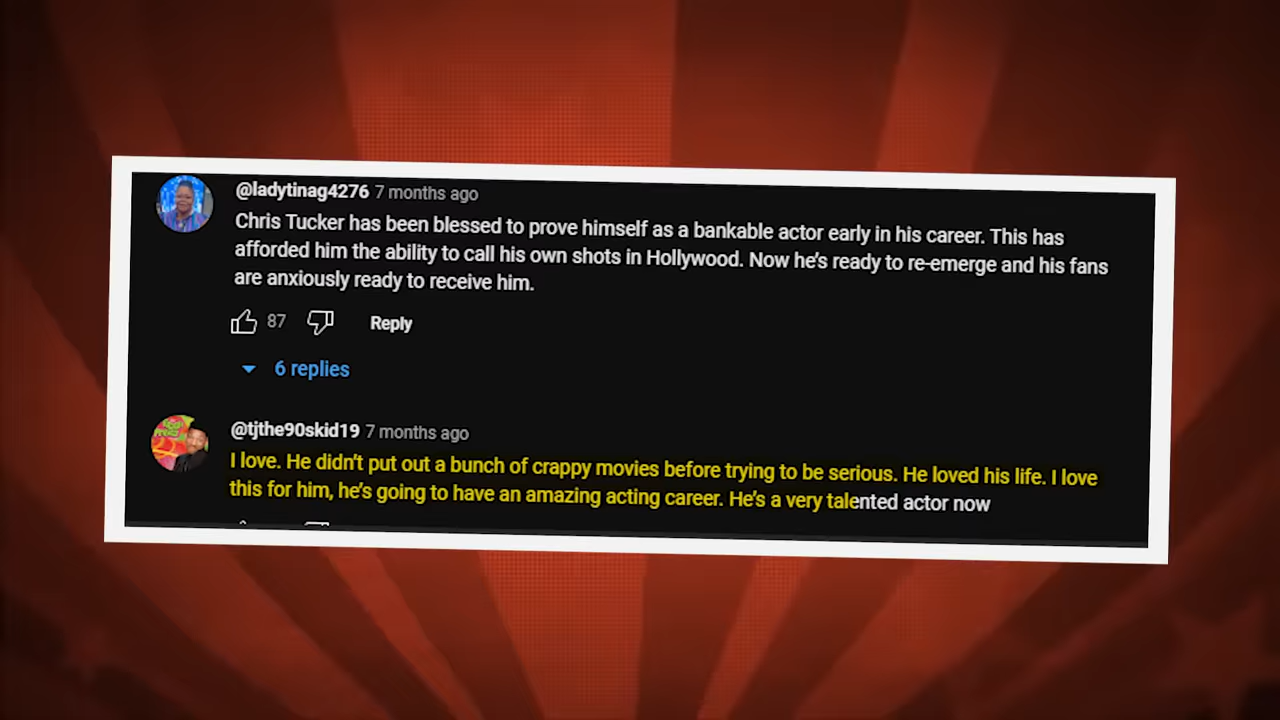 @ladytinag4276 7 months ago
Chris Tucker has been blessed to prove himself as a bankable actor early in his career. This has
afforded him the ability to call his own shots in Hollywood. Now he's ready to re-emerge and his fans
are anxiously ready to receive him.
87 Reply
6 replies
@tjthe90skid19 7 months ago
I love. He didn't put out a bunch of crappy movies before trying to be serious. He loved his life. I love
this for him, he's going to have an amazing acting career. He's a very talented actor now